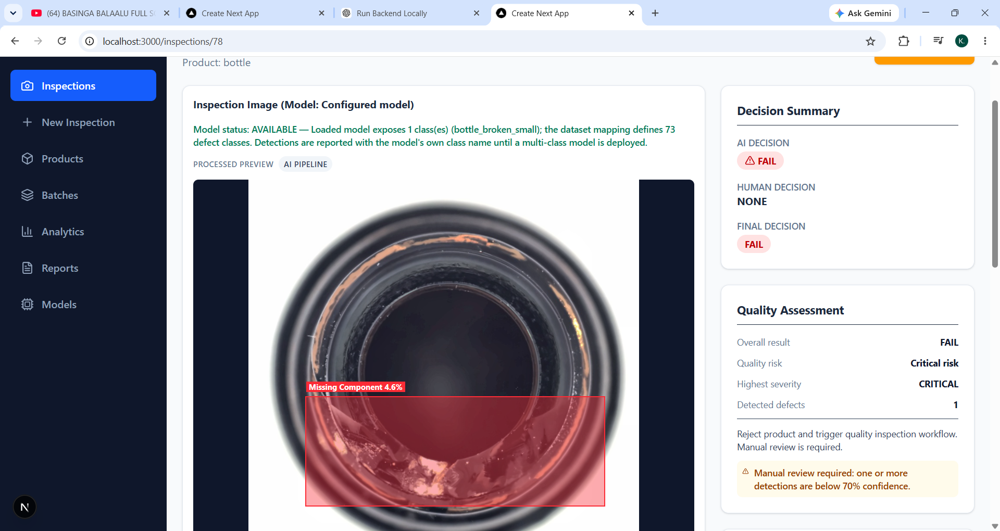 (64) BASINGA BALAALU FULL S
Create Next App
Run Backend Locally
Create Next App
Ask Gemini
localhost:3000/inspections/78
K.
Inspections
New Inspection
Products
Batches
Analytics
Reports
Models
N
Product: bottle
Inspection Image (Model: Configured model)
Model status: AVAILABLE — Loaded model exposes 1 class(es) (bottle_broken_small); the dataset mapping defines 73
defect classes. Detections are reported with the model's own class name until a multi-class model is deployed.
PROCESSED PREVIEW AI PIPELINE
Missing Component 4.6%
Decision Summary
AI DECISION
FAIL
HUMAN DECISION
NONE
FINAL DECISION
FAIL
Quality Assessment
Overall result FAIL
Quality risk Critical risk
Highest severity CRITICAL
Detected defects 1
Reject product and trigger quality inspection workflow.
Manual review is required.
Manual review required: one or more
detections are below 70% confidence.